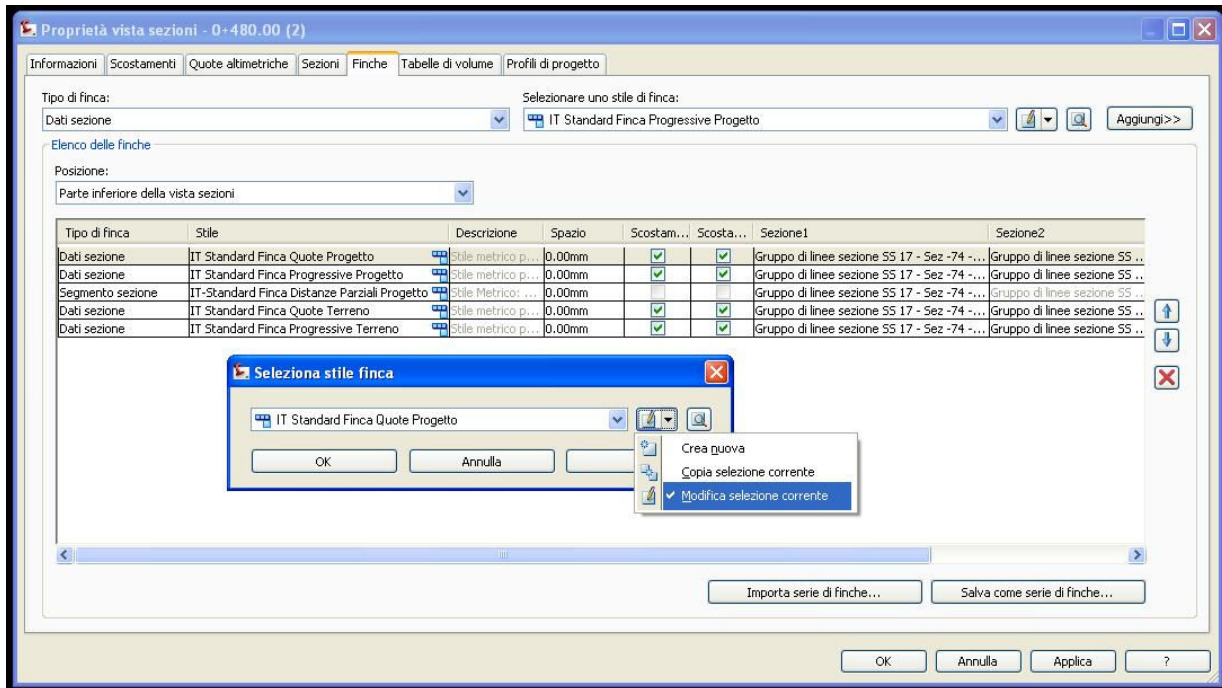 Proprietà vista sezioni - 0+480.00 (2)
Informazioni Scostamenti Quote altimetriche Sezioni Finche Tabelle di volume Profili di progetto
Tipo di finca: Selezionare uno stile di finca:
Dati sezione IT Standard Finca Progressive Progetto Aggiungi>>
Elenco delle finche
Posizione:
Parte inferiore della vista sezioni
Tipo di finca Stile Descrizione Spazio Scostam... Scosta... Sezione1 Sezione2
Dati sezione IT Standard Finca Quote Progetto Stile metrico p... 0.00mm Gruppo di linee sezione SS 17 - Sez -74 -... Gruppo di linee sezione SS ..
Dati sezione IT Standard Finca Progressive Progetto Stile metrico p... 0.00mm Gruppo di linee sezione SS 17 - Sez -74 -... Gruppo di linee sezione SS ..
Segmento sezione IT-Standard Finca Distanze Parziali Progetto Stile Metrico: ... 0.00mm Gruppo di linee sezione SS 17 - Sez -74 -... Gruppo di linee sezione SS ..
Dati sezione IT Standard Finca Quote Terreno Stile metrico p... 0.00mm Gruppo di linee sezione SS 17 - Sez -74 -... Gruppo di linee sezione SS ..
Dati sezione IT Standard Finca Progressive Terreno Stile metrico p... 0.00mm Gruppo di linee sezione SS 17 - Sez -74 -... Gruppo di linee sezione SS ..
Seleziona stile finca
IT Standard Finca Quote Progetto
Crea nuova
OK Annulla Copia selezione corrente
Modifica selezione corrente
Importa serie di finche... Salva come serie di finche...
OK Annulla Applica ?